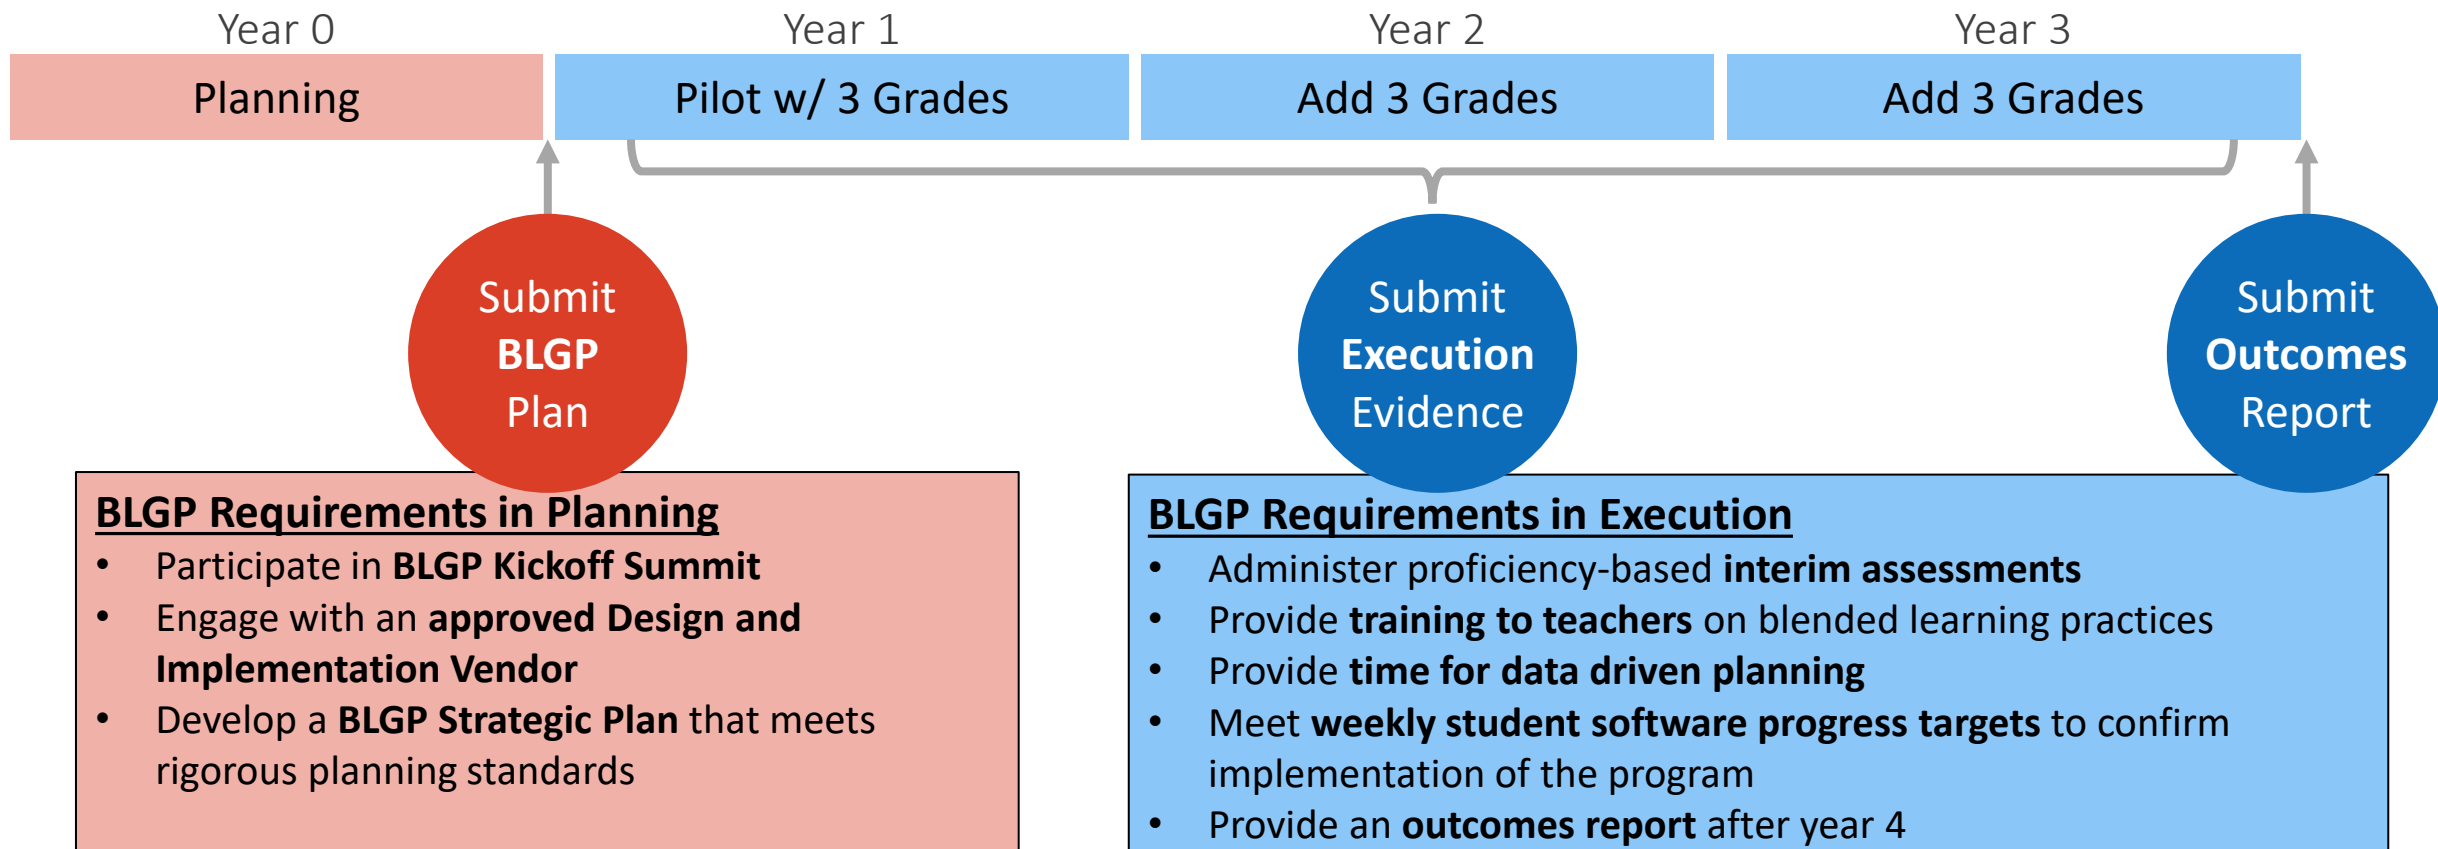 Year 0
Year 1
Year 2
Year 3
Planning
Pilot w/ 3 Grades
Add 3 Grades
Add 3 Grades
Submit
BLGP
Plan
Submit
Execution
Evidence
Submit
Outcomes
Report
BLGP Requirements in Planning
• Participate in BLGP Kickoff Summit
• Engage with an approved Design and
Implementation Vendor
• Develop a BLGP Strategic Plan that meets
rigorous planning standards
BLGP Requirements in Execution
• Administer proficiency-based interim assessments
• Provide training to teachers on blended learning practices
• Provide time for data driven planning
• Meet weekly student software progress targets to confirm
implementation of the program
• Provide an outcomes report after year 4